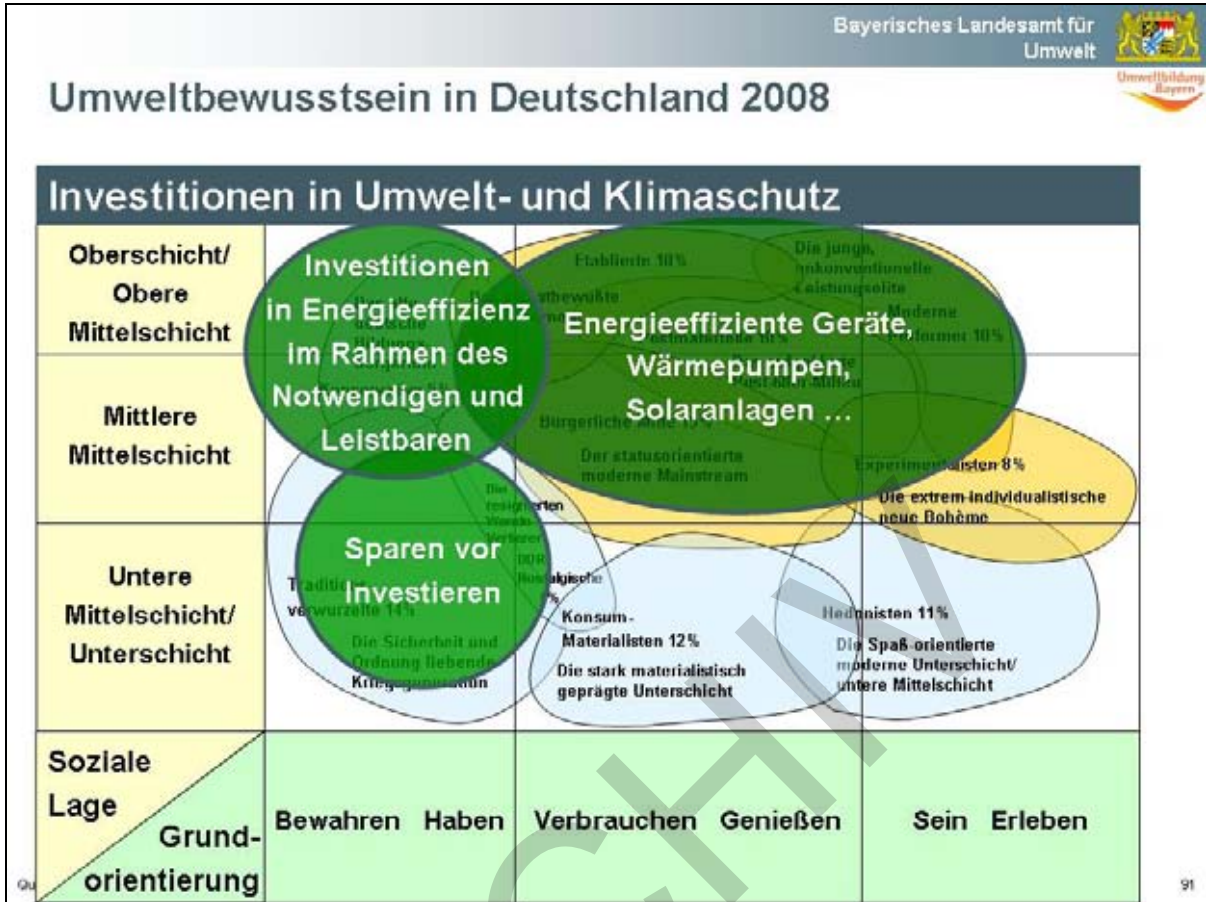 Bayerisches Landesamt für
Umwelt
Umweltbildung
Bayern
Umweltbewusstsein in Deutschland 2008
Investitionen in Umwelt- und Klimaschutz
Oberschicht/
Obere
Mittelschicht
Investitionen
in Energieeffizienz
im Rahmen des
Notwendigen und
Leistbaren
Etablierte 10%
Die junge,
unkonventionelle
Leistungselite
Moderne
Performer 10%
Energieeffiziente Geräte,
Wärmepumpen,
Solaranlagen ...
Mittlere
Mittelschicht
Bürgerliche
Der statusorientierte
moderne Mainstream
Experimentalisten 8%
Die extrem individualistische
neue Bohème
Untere
Mittelschicht/
Unterschicht
Die
Sparen vor
Investieren
verwurzelte 14%
Die Sicherheit und
Ordnung liebende
Kriegsgeneration
Konsum-
Materialisten 12%
Die stark materialistisch
geprägte Unterschicht
Hedonisten 11%
Die Spaß-orientierte
moderne Unterschicht/
untere Mittelschicht
Soziale
Lage
Grund-
orientierung
Bewahren Haben
Verbrauchen Genießen
Sein Erleben
Qu
91
CHIV